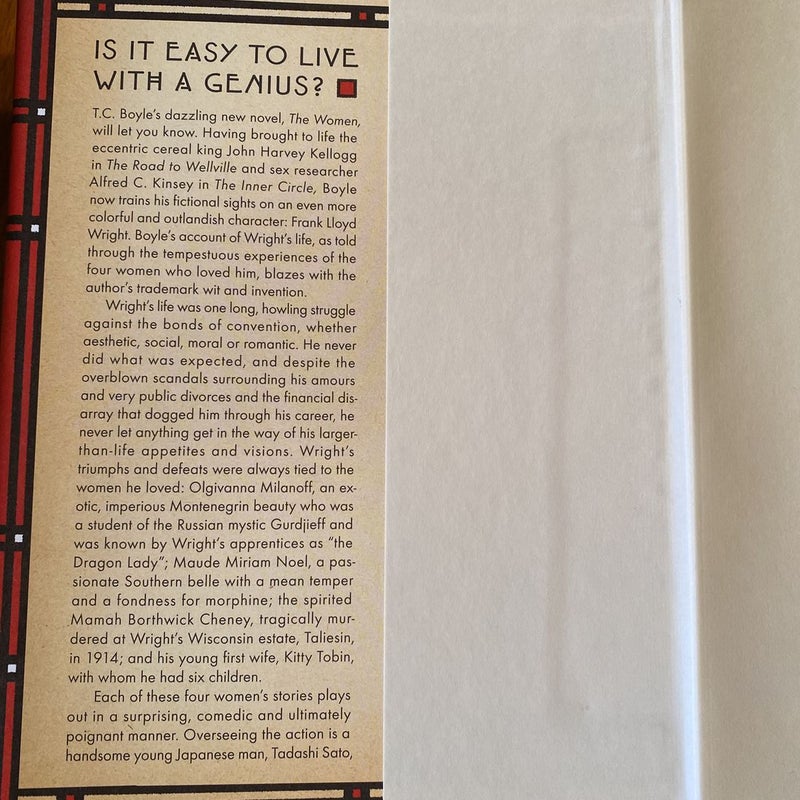 IS IT EASY TO LIVE
WITH A GENIUS?
T.C. Boyle's dazzling new novel, The Women,
will let you know. Having brought to life the
eccentric cereal king John Harvey Kellogg
in The Road to Wellville and sex researcher
Alfred C. Kinsey in The Inner Circle, Boyle
now trains his fictional sights on an even more
colorful and outlandish character: Frank Lloyd
Wright. Boyle's account of Wright's life, as told
through the tempestuous experiences of the
four women who loved him, blazes with the
author's trademark wit and invention.
Wright's life was one long, howling struggle
against the bonds of convention, whether
aesthetic, social, moral or romantic. He never
did what was expected, and despite the
overblown scandals surrounding his amours
and very public divorces and the financial dis-
array that dogged him through his career, he
never let anything get in the way of his larger-
than-life appetites and visions. Wright's
triumphs and defeats were always tied to the
women he loved: Olgivanna Milanoff, an ex-
otic, imperious Montenegrin beauty who was
a student of the Russian mystic Gurdjieff and
was known by Wright's apprentices as "the
Dragon Lady"; Maude Miriam Noel, a pas-
sionate Southern belle with a mean temper
and a fondness for morphine; the spirited
Mamah Borthwick Cheney, tragically mur-
dered at Wright's Wisconsin estate, Taliesin,
in 1914; and his young first wife, Kitty Tobin,
with whom he had six children.
Each of these four women's stories plays
out in a surprising, comedic and ultimately
poignant manner. Overseeing the action is a
handsome young Japanese man, Tadashi Sato,